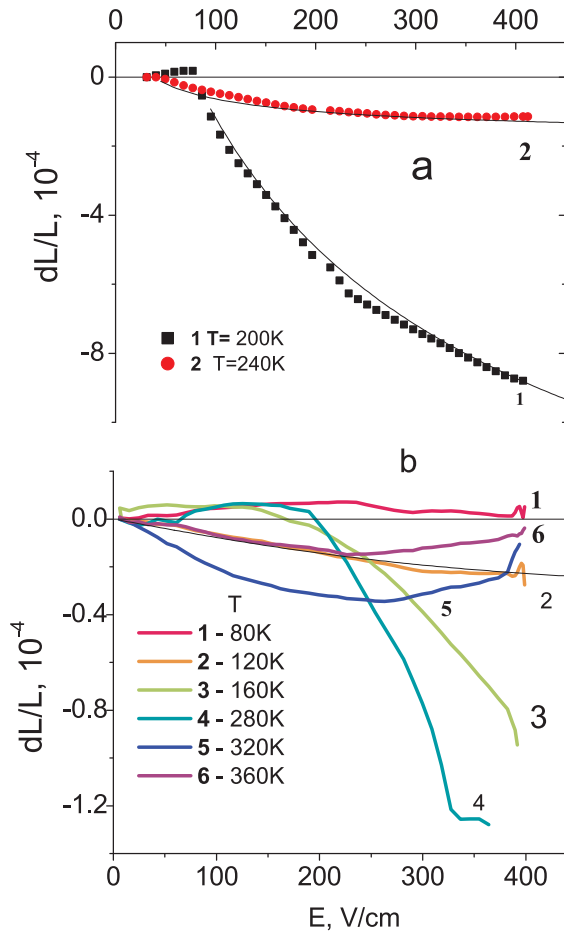 0 100 200 300 400
0
-4
-8
dL/L, 10-4
2
a
1 T= 200K
2 T=240K
1
b
0.0
-0.4
-0.8
-1.2
dL/L, 10-4
1
6
2
5
3
4
T
1 - 80K
2 - 120K
3 - 160K
4 - 280K
5 - 320K
6 - 360K
0 100 200 300 400
E, V/cm